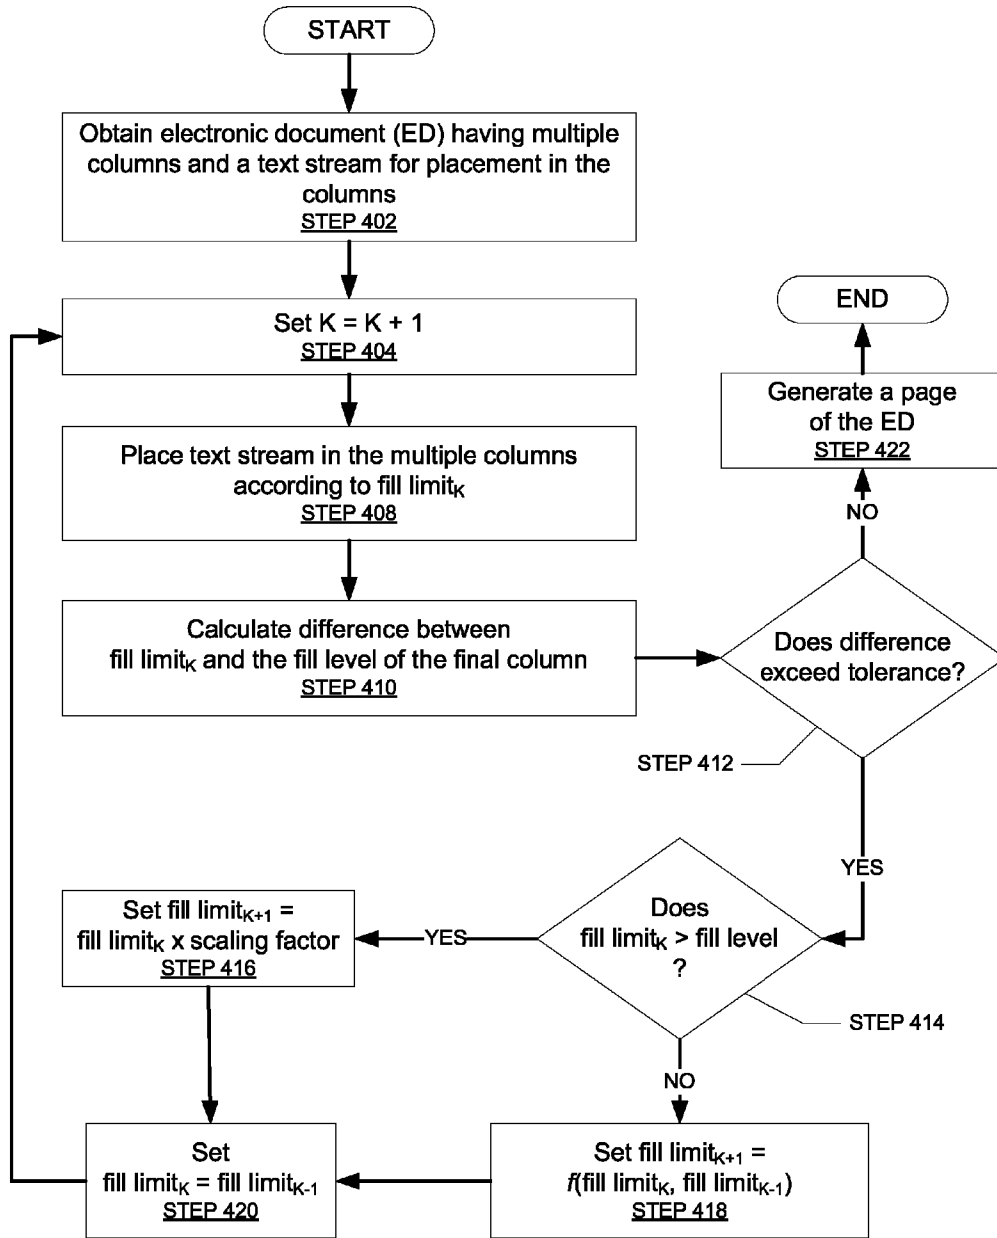 START
Obtain electronic document (ED) having multiple
columns and a text stream for placement in the
columns
STEP 402
Set K = K + 1
STEP 404
Place text stream in the multiple columns
according to fill limitK
STEP 408
Calculate difference between
fill limitK and the fill level of the final column
STEP 410
END
Generate a page
of the ED
STEP 422
NO
Does difference
exceed tolerance?
STEP 412
YES
Does
fill limitK > fill level
?
STEP 414
YES
Set fill limitK+1 =
fill limitK x scaling factor
STEP 416
NO
Set fill limitK+1 =
f(fill limitK, fill limitK-1)
STEP 418
Set
fill limitK = fill limitK-1
STEP 420